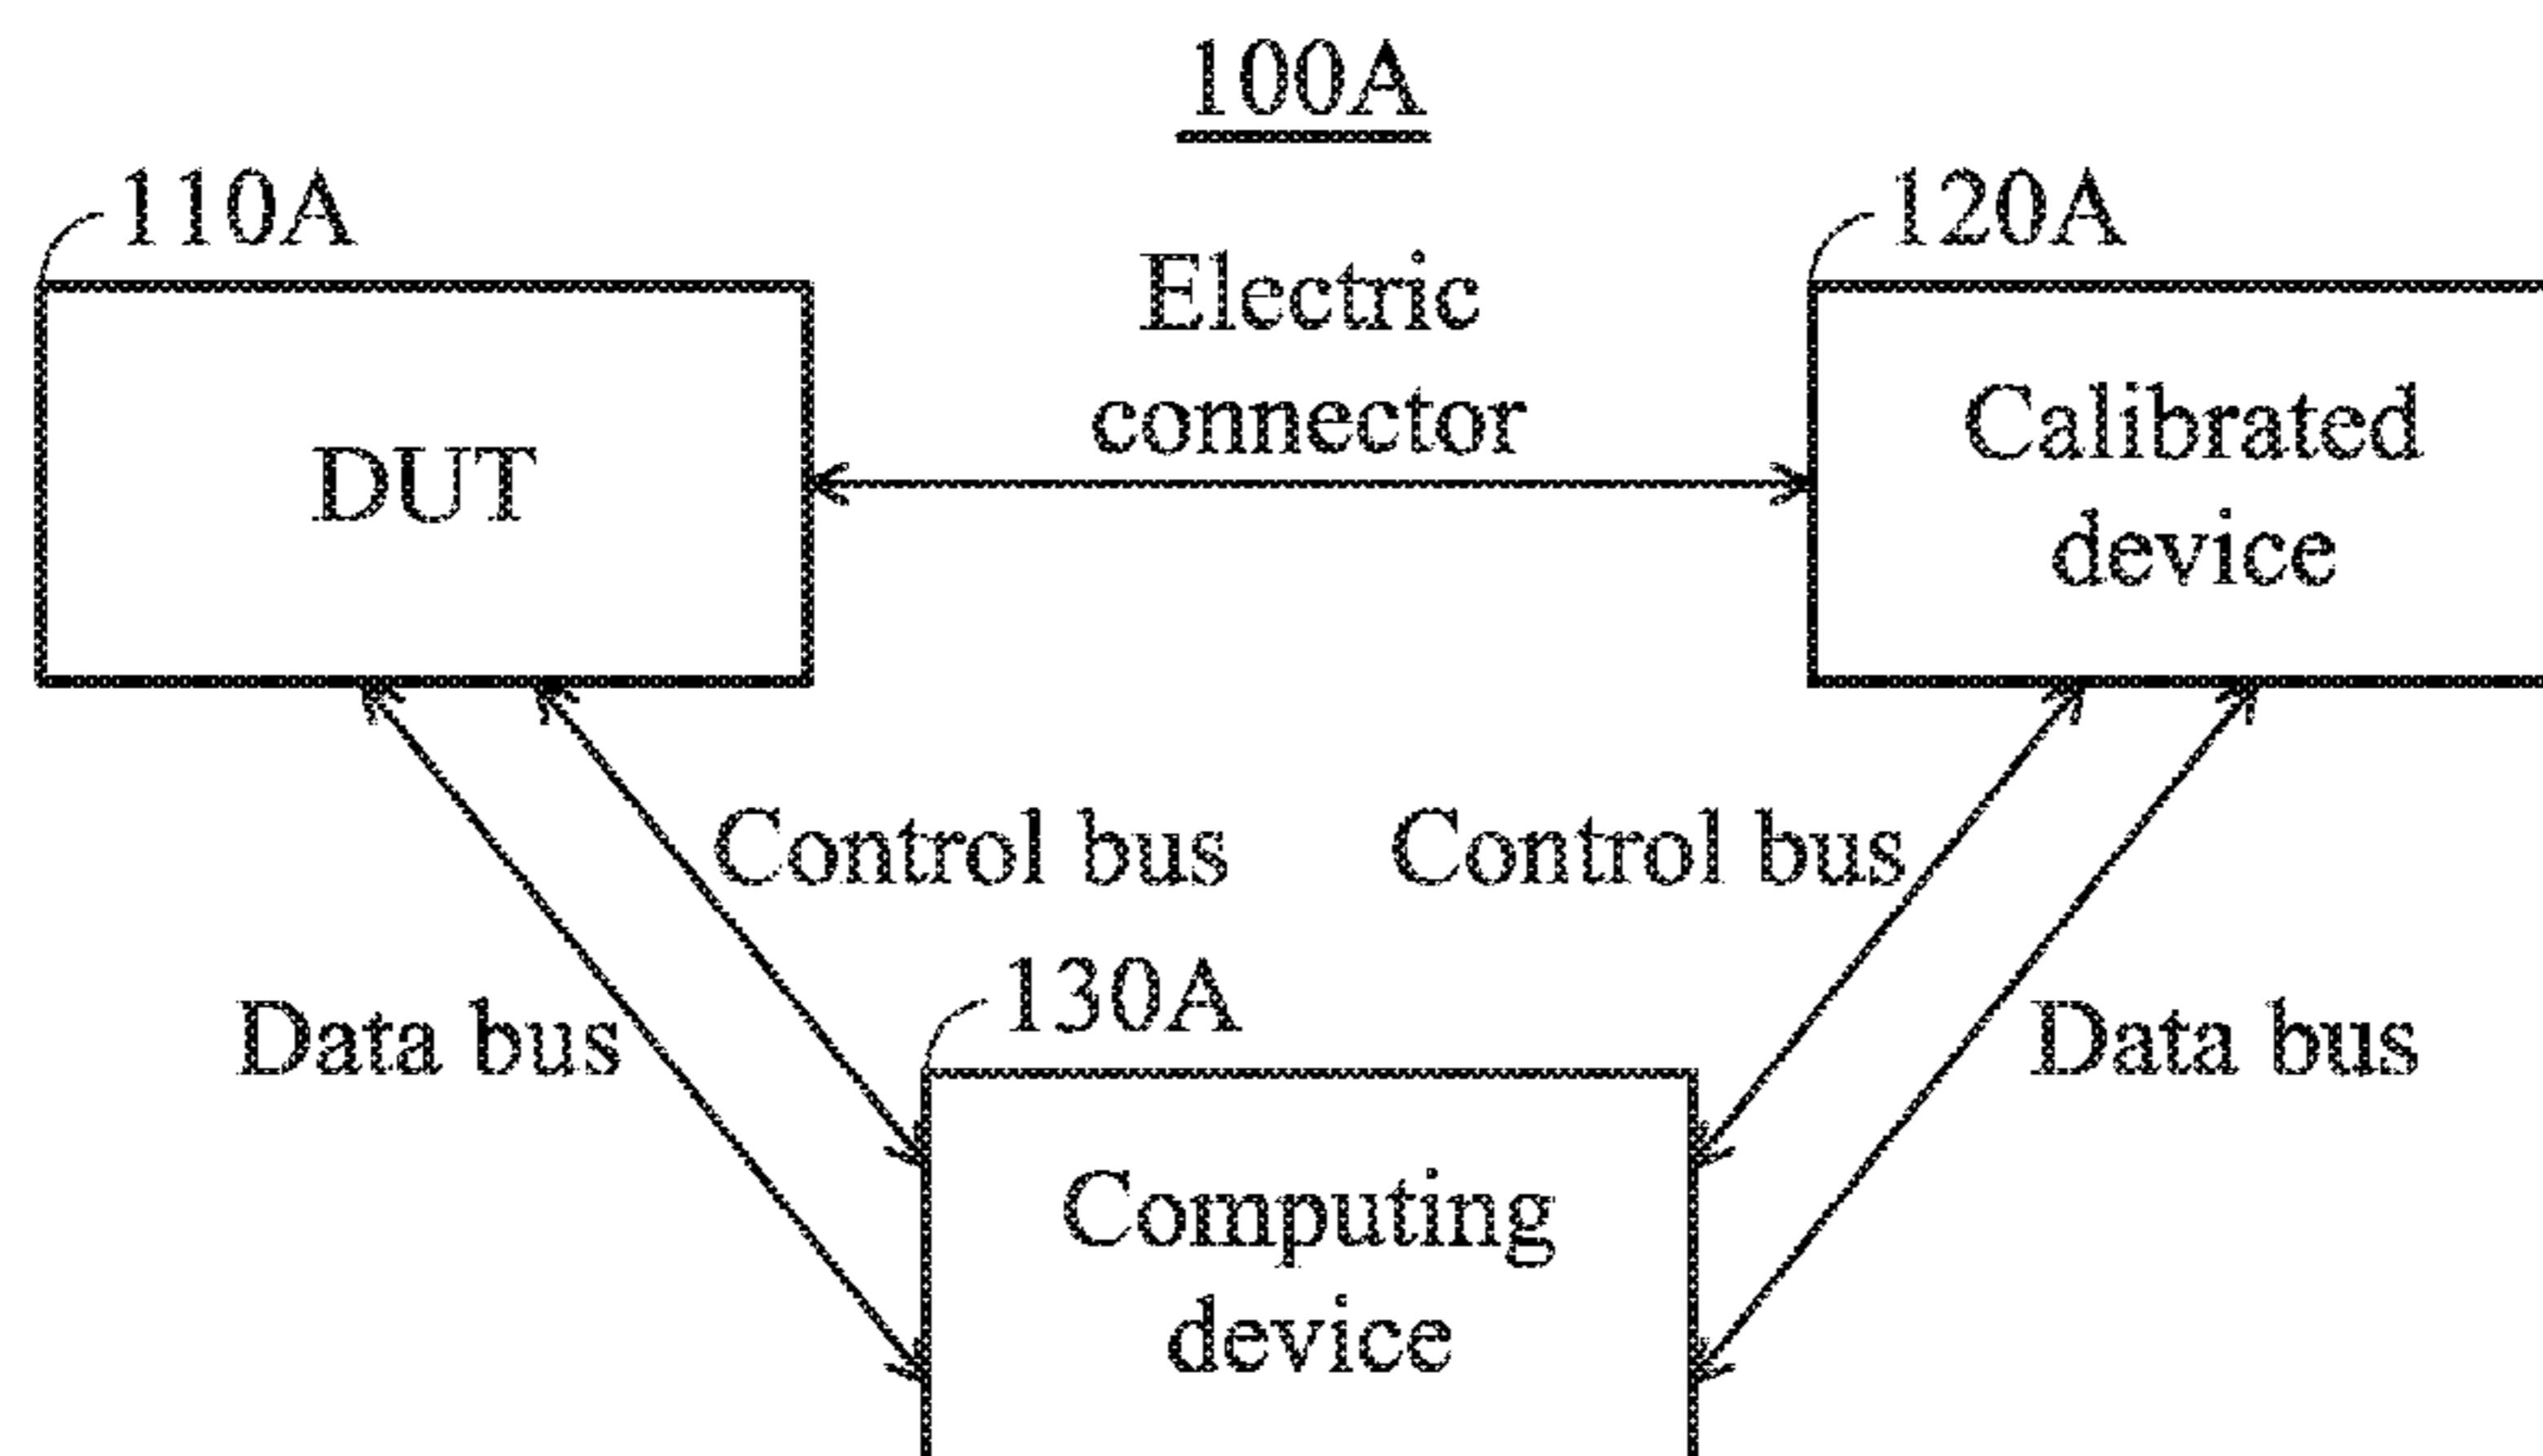 100A
110A
120A
Electric
connector
DUT
Calibrated
device
Control bus
Control bus
130A
Data bus
Data bus
Computing
device